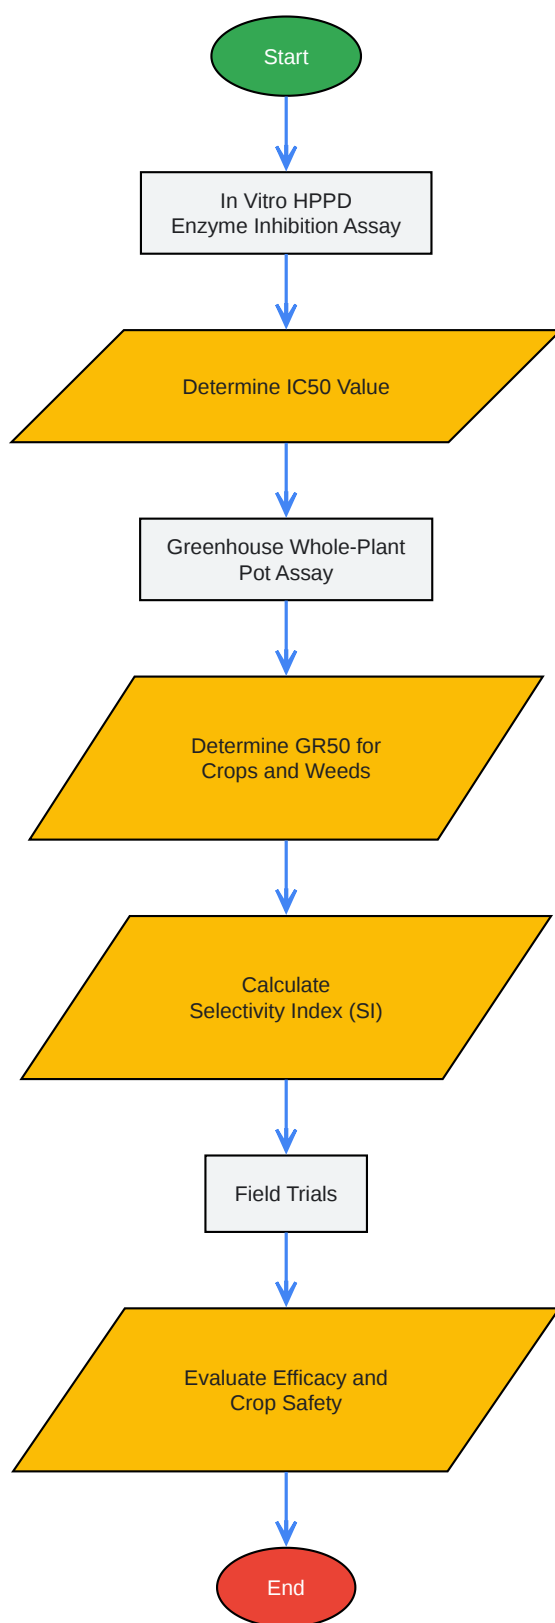 Start
In Vitro HPPD
Enzyme Inhibition Assay
Determine IC50 Value
Greenhouse Whole-Plant
Pot Assay
Determine GR50 for
Crops and Weeds
Calculate
Selectivity Index (SI)
Field Trials
Evaluate Efficacy and
Crop Safety
End